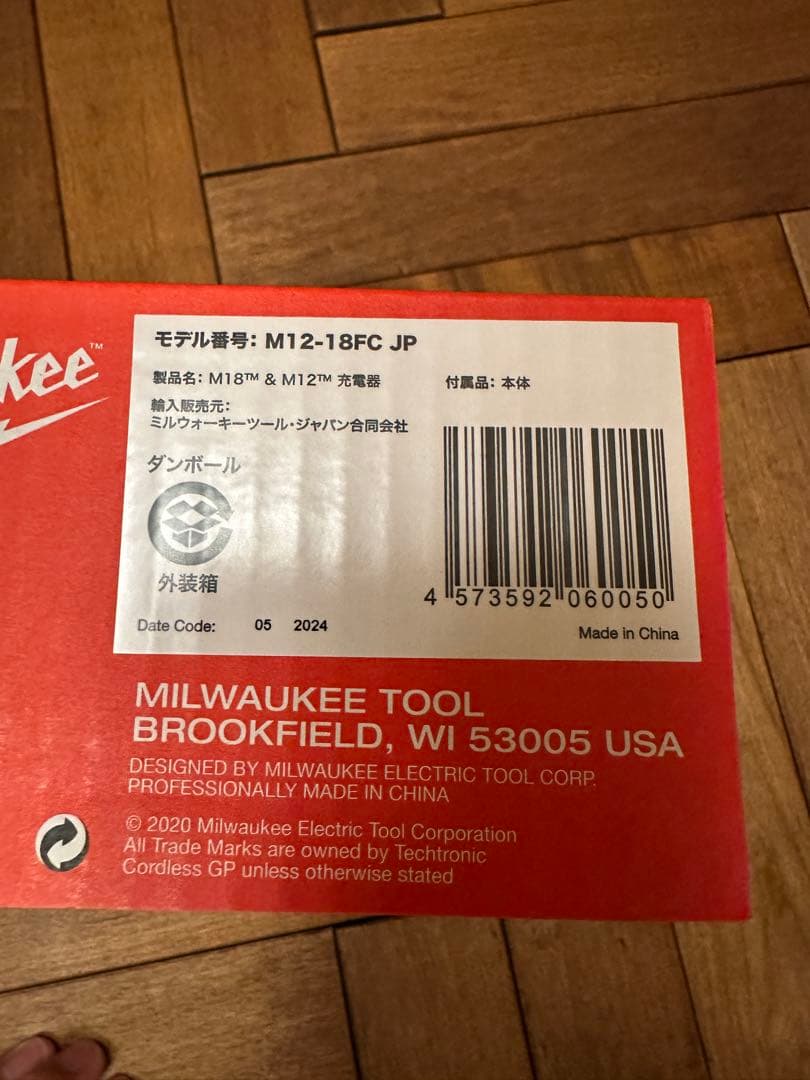 kee™
モデル番号: M12-18FC JP
製品名: M18™ & M12™ 充電器
付属品: 本体
輸入販売元:
ミルウォーキーツール・ジャパン合同会社
ダンボール
外装箱
4 573592 060050
Date Code: 05 2024
Made in China
MILWAUKEE TOOL
BROOKFIELD, WI 53005 USA
DESIGNED BY MILWAUKEE ELECTRIC TOOL CORP.
PROFESSIONALLY MADE IN CHINA
© 2020 Milwaukee Electric Tool Corporation
All Trade Marks are owned by Techtronic
Cordless GP unless otherwise stated